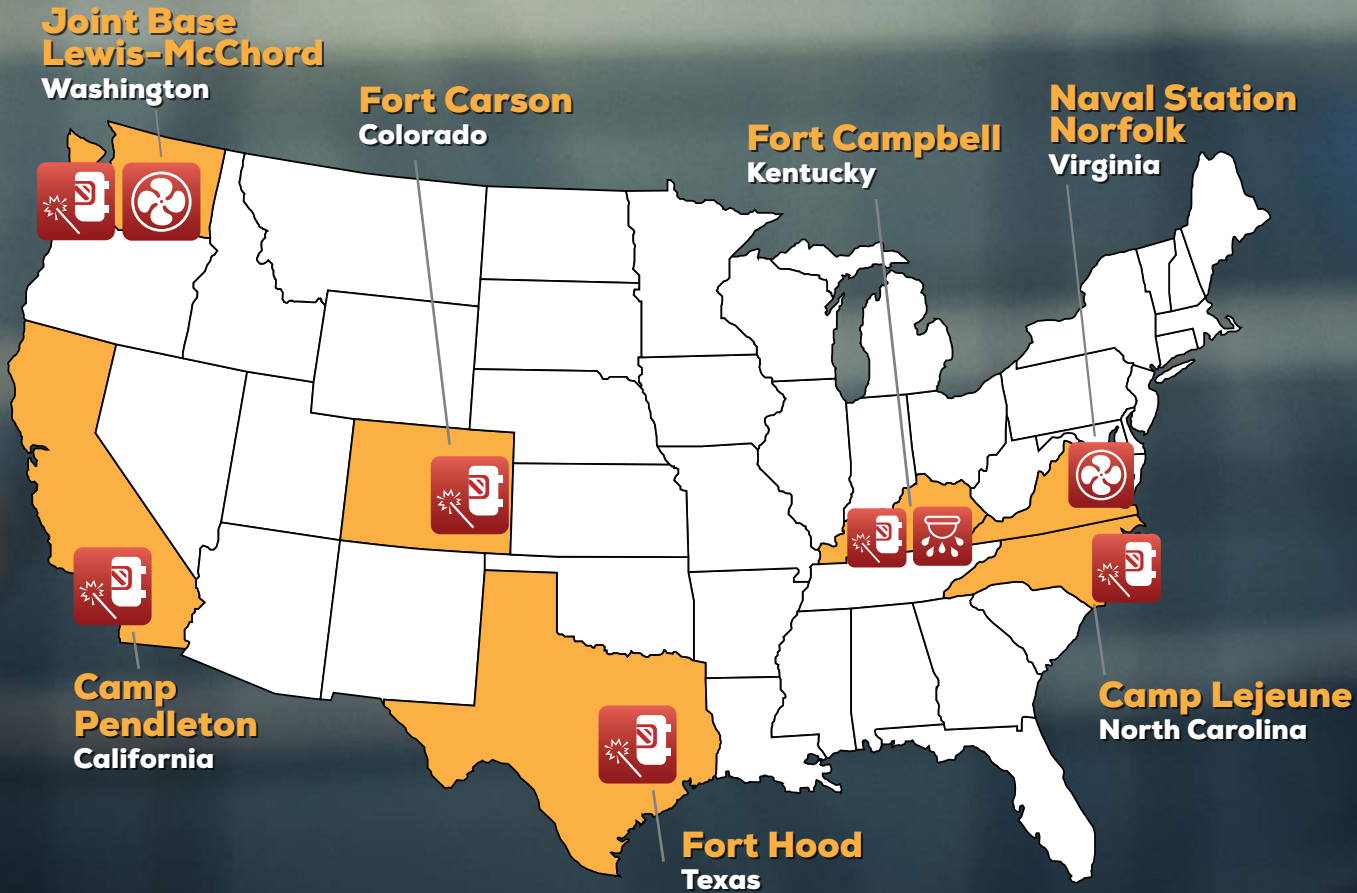 Joint Base
Lewis-McChord
Washington
Fort Carson
Colorado
Fort Campbell
Kentucky
Naval Station
Norfolk
Virginia
Camp
Pendleton
California
Camp Lejeune
North Carolina
Fort Hood
Texas